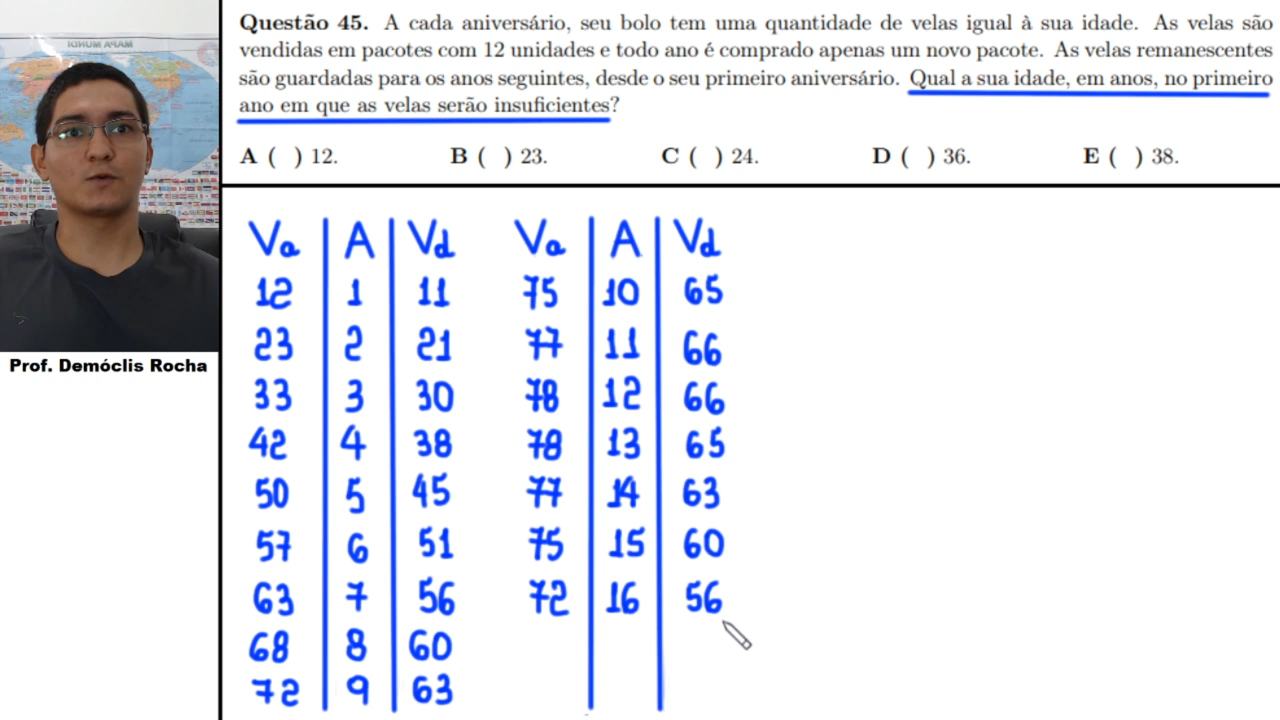 Questão 45. A cada aniversário, seu bolo tem uma quantidade de velas igual à sua idade. As velas são
vendidas em pacotes com 12 unidades e todo ano é comprado apenas um novo pacote. As velas remanescentes
são guardadas para os anos seguintes, desde o seu primeiro aniversário. Qual a sua idade, em anos, no primeiro
ano em que as velas serão insuficientes?
A ( ) 12. B ( ) 23. C ( ) 24. D ( ) 36. E ( ) 38.
MAPA MUNDI
Prof. Demóclis Rocha
Va A Vd
12 1 11
23 2 21
33 3 30
42 4 38
50 5 45
57 6 51
63 7 56
68 8 60
72 9 63
Va A Vd
75 10 65
77 11 66
78 12 66
78 13 65
77 14 63
75 15 60
72 16 56